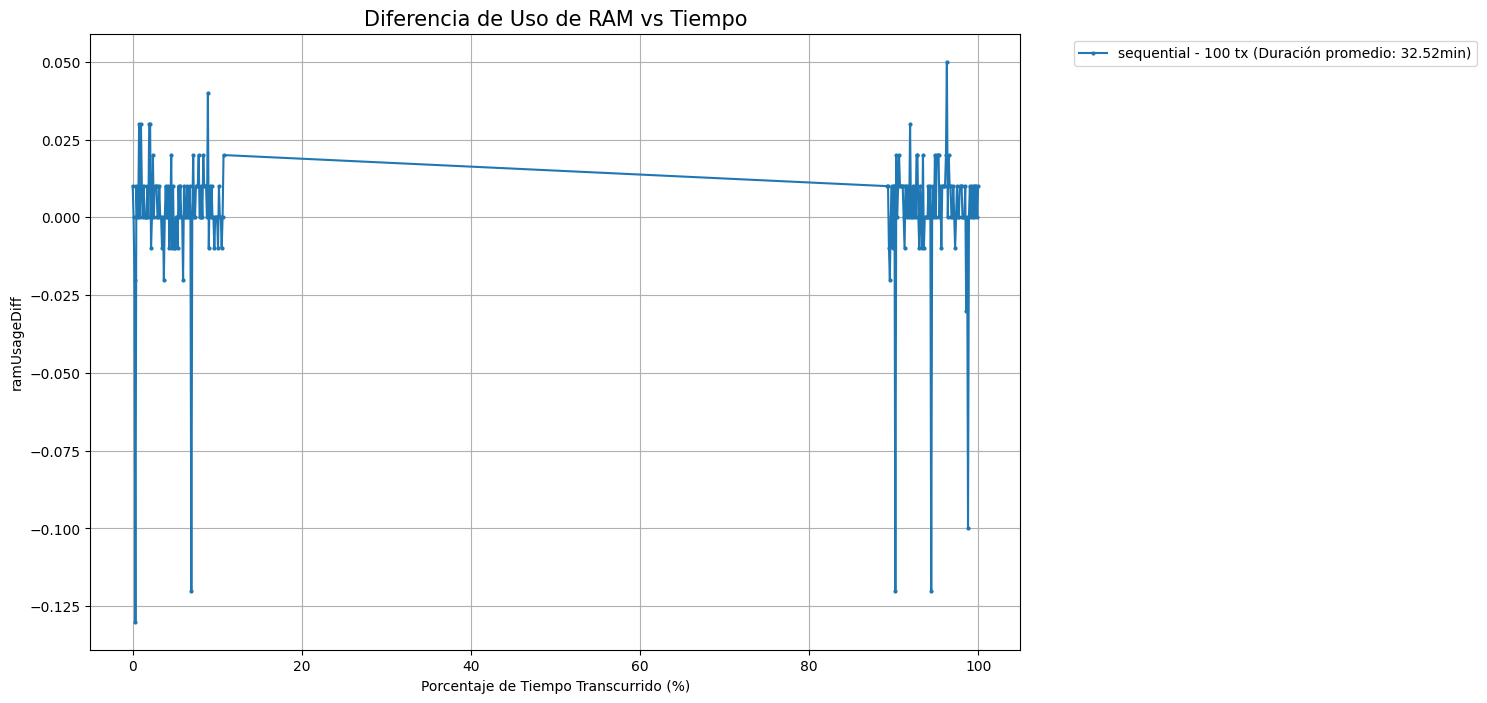 Diferencia de Uso de RAM vs Tiempo
sequential - 100 tx (Duración promedio: 32.52min)
ramUsageDiff
0.050
0.025
0.000
−0.025
−0.050
−0.075
−0.100
−0.125
0 20 40 60 80 100
Porcentaje de Tiempo Transcurrido (%)